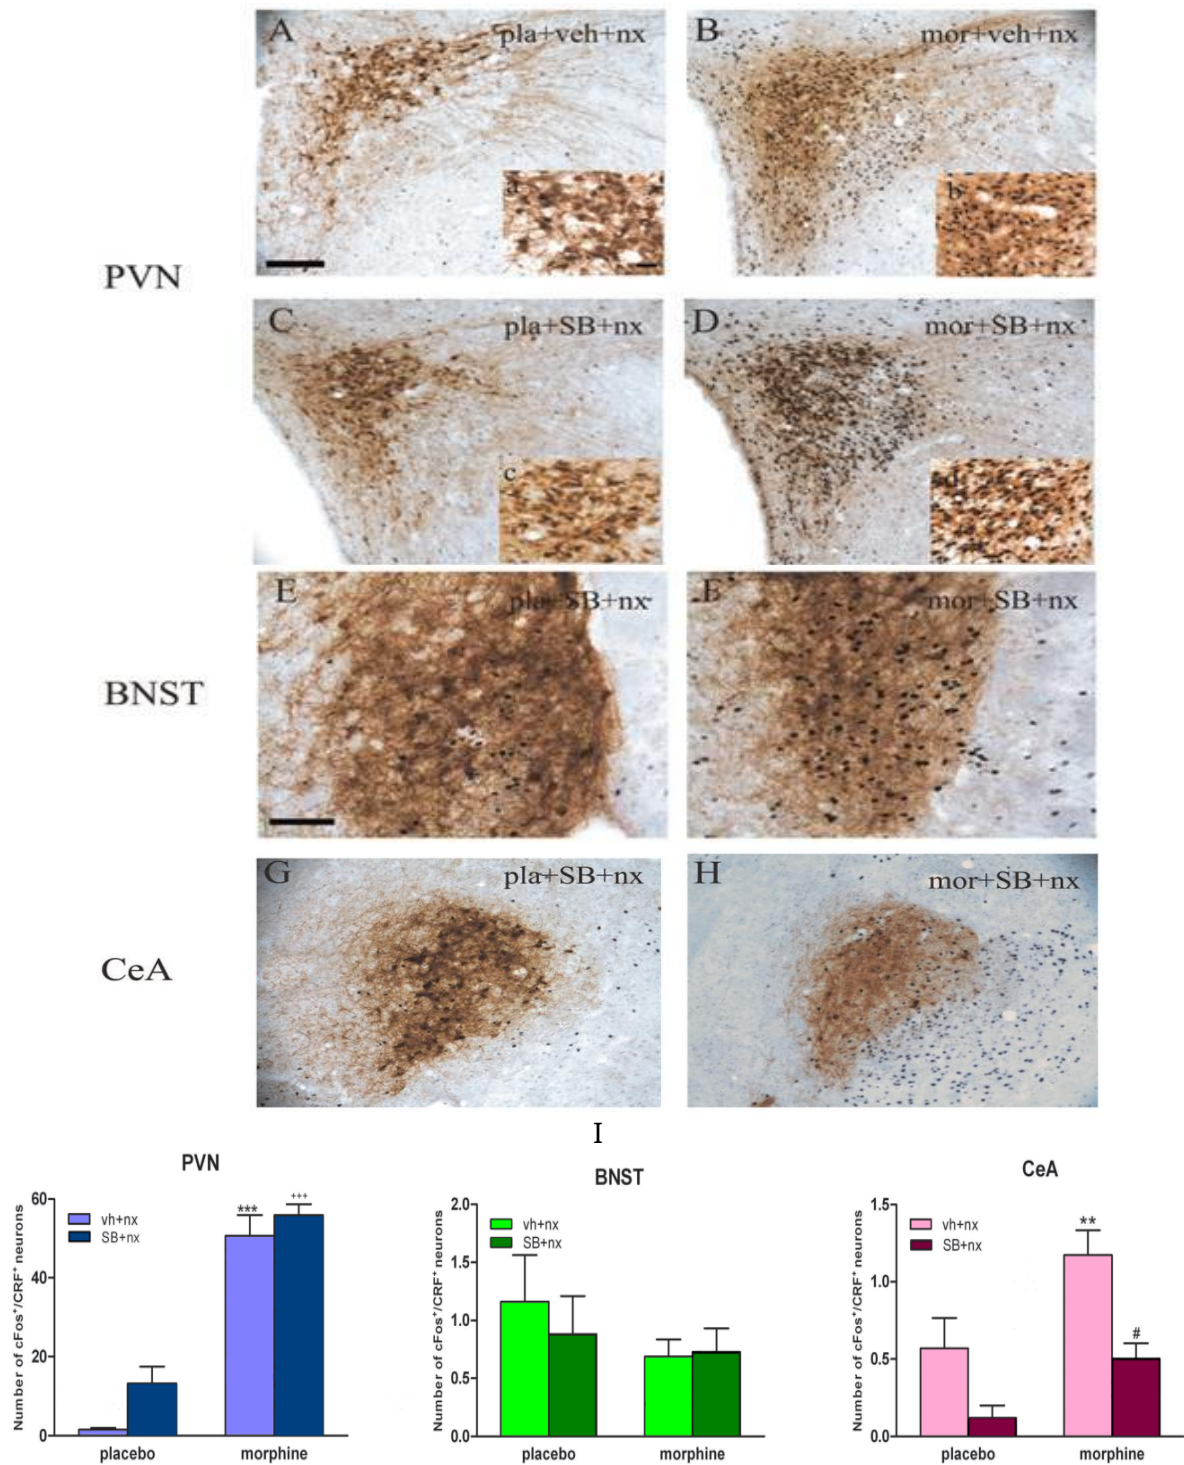 A pla+veh+nx
B mor+veh+nx
a
b
PVN
C pla+SB+nx
D mor+SB+nx
c
d
E pla+SB+nx
F mor+SB+nx
BNST
G pla+SB+nx
H mor+SB+nx
CeA
I
PVN
Number of cFos⁺/CRF⁺ neurons
60
40
20
0
vh+nx
SB+nx
***
+++
placebo
morphine
BNST
Number of cFos⁺/CRF⁺ neurons
2.0
1.5
1.0
0.5
0.0
vh+nx
SB+nx
placebo
morphine
CeA
Number of cFos⁺/CRF⁺ neurons
1.5
1.0
0.5
0.0
vh+nx
SB+nx
**
#
placebo
morphine